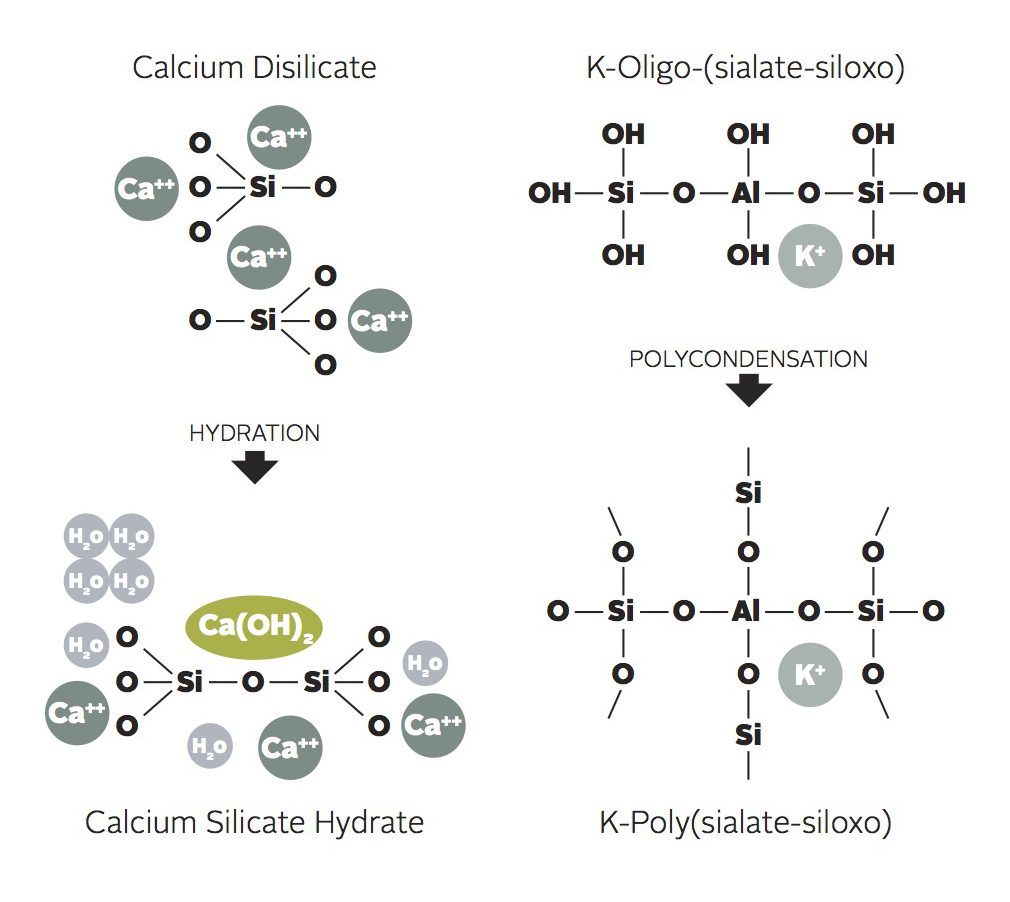 Calcium Disilicate
O
Ca++
Ca++ O Si O
O
Ca++
O
O Si O Ca++
O
HYDRATION
H2O H2O
H2O H2O
Ca(OH)2
H2O O O
H2O
O Si O Si O
Ca++ O O Ca++
H2O Ca++
Calcium Silicate Hydrate
K-Oligo-(sialate-siloxo)
OH OH OH
OH Si O Al O Si OH
OH OH K+ OH
POLYCONDENSATION
Si
O O O
O Si O Al O Si O
O O K+ O
Si
K-Poly(sialate-siloxo)